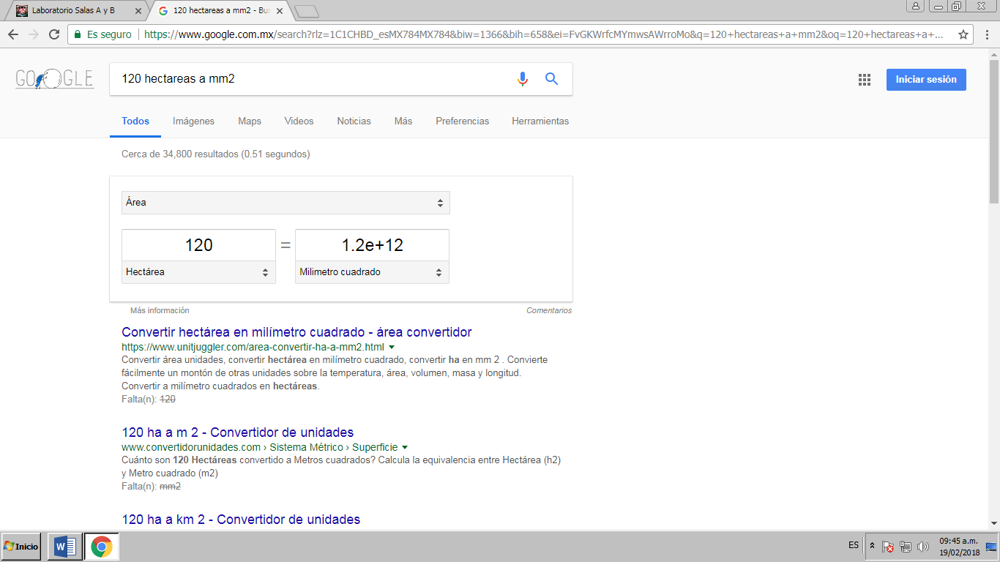 Laboratorio Salas A y B
120 hectareas a mm2 - Bus
Es seguro
https://www.google.com.mx/search?rlz=1C1CHBD_esMX784MX784&biw=1366&bih=658&ei=FvGKWrfcMYmwsAWrroMo&q=120+hectareas+a+mm2&oq=120+hectareas+a+...
GOOGLE
120 hectareas a mm2
Iniciar sesión
Todos Imágenes Maps Videos Noticias Más Preferencias Herramientas
Cerca de 34,800 resultados (0.51 segundos)
Área
120 = 1.2e+12
Hectárea Milimetro cuadrado
Más información Comentarios
Convertir hectárea en milímetro cuadrado - área convertidor
https://www.unitjuggler.com/area-convertir-ha-a-mm2.html
Convertir área unidades, convertir hectárea en milímetro cuadrado, convertir ha en mm 2 . Convierte
fácilmente un montón de otras unidades sobre la temperatura, área, volumen, masa y longitud.
Convertir a milímetro cuadrados en hectáreas.
Falta(n): 120
120 ha a m 2 - Convertidor de unidades
www.convertidorunidades.com › Sistema Métrico › Superficie
Cuánto son 120 Hectáreas convertido a Metros cuadrados? Calcula la equivalencia entre Hectárea (h2)
y Metro cuadrado (m2)
Falta(n): mm2
120 ha a km 2 - Convertidor de unidades
Inicio
ES
09:45 a.m.
19/02/2018